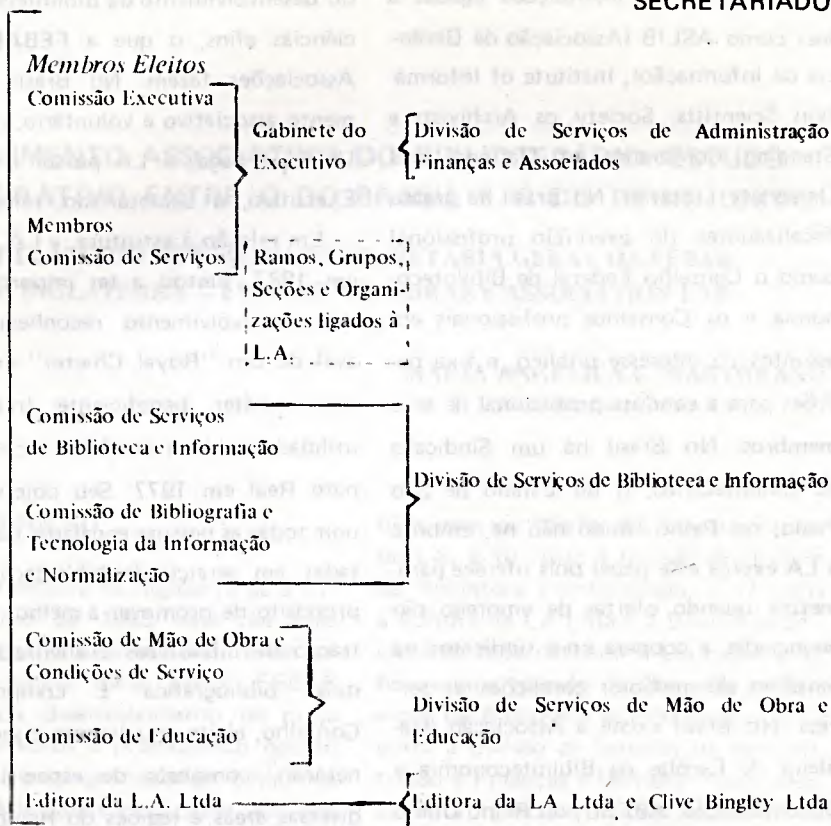 SECRETARIADO
Membros Eleitos
Comissão Executiva
Gabinete do
Executivo
Divisão de Serviços de Administração
Finanças e Associados
Membros
Comissão de Serviços
Ramos, Grupos,
Seções e Organi-
zações ligados à
L.A.
Comissão de Serviços
de Biblioteca e Informação
Divisão de Serviços de Biblioteca e Informação
Comissão de Bibliografia e
Tecnologia da Informação
e Normalização
Comissão de Mão de Obra e
Condições de Serviço
Divisão de Serviços de Mão de Obra e
Educação
Comissão de Educação
Editora da L.A. Ltda
Editora da LA Ltda e Clive Bingley Ltda